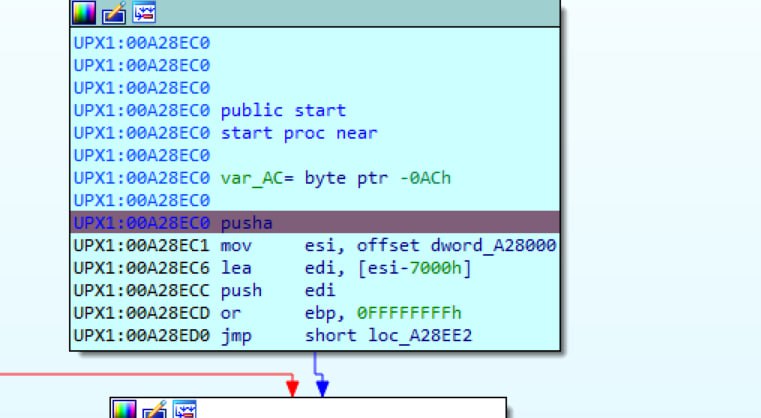 UPX1:00A28EC0
UPX1:00A28EC0
UPX1:00A28EC0
UPX1:00A28EC0 public start
UPX1:00A28EC0 start proc near
UPX1:00A28EC0
UPX1:00A28EC0 var_AC= byte ptr -0ACh
UPX1:00A28EC0
UPX1:00A28EC0 pusha
UPX1:00A28EC1 mov     esi, offset dword_A28000
UPX1:00A28EC6 lea     edi, [esi-7000h]
UPX1:00A28ECC push    edi
UPX1:00A28ECD or      ebp, 0FFFFFFFFh
UPX1:00A28ED0 jmp     short loc_A28EE2